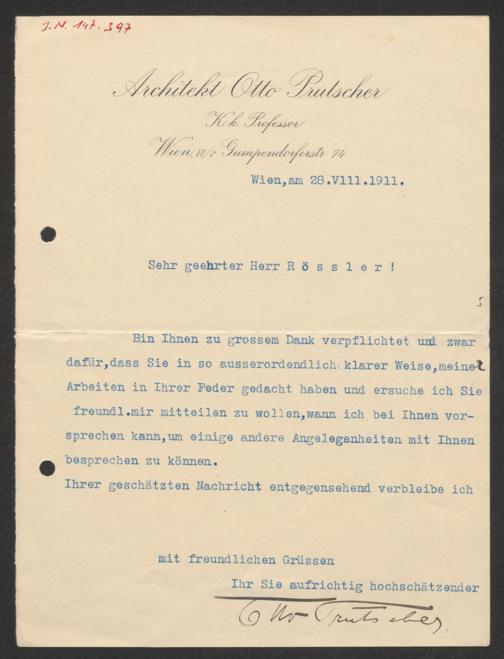 J.N. 147.397
Architekt Otto Prutscher
K. k. Professor
Wien, VI/2 Gumpendorferstr. 74.
Wien,am 28.Vlll.1911.
Sehr geehrter Herr R ö s s l e r !
Bin Ihnen zu grossem Dank verpflichtet und zwar
dafür,dass Sie in so ausserordendlich klarer Weise,meiner
Arbeiten in Ihrer Feder gedacht haben und ersuche ich Sie
freundl.mir mitteilen zu wollen,wann ich bei Ihnen vor-
sprechen kann,um einige andere Angelegenheiten mit Ihnen
besprechen zu können.
Ihrer geschätzten Nachricht entgegensehend verbleibe ich
mit freundlichen Grüssen
Ihr Sie aufrichtig hochschätzender
Otto Prutscher.